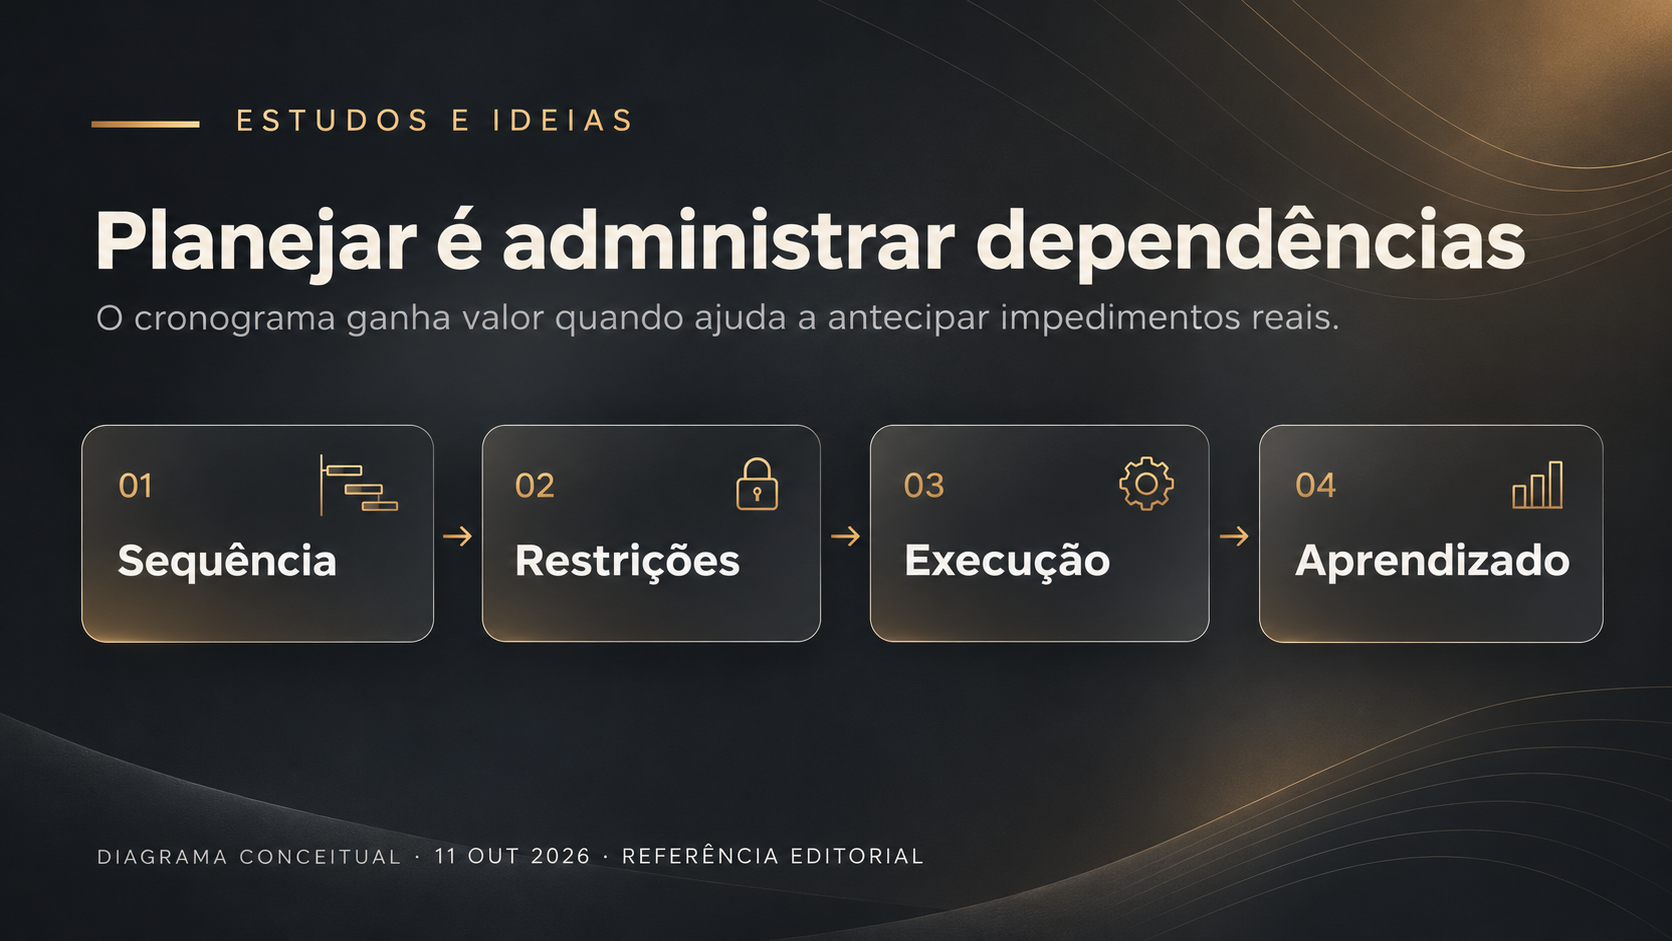 ESTUDOS E IDEIAS
Planejar é administrar dependências
O cronograma ganha valor quando ajuda a antecipar impedimentos reais.
01
Sequência
02
Restrições
03
Execução
04
Aprendizado
DIAGRAMA CONCEITUAL · 11 OUT 2026 · REFERÊNCIA EDITORIAL